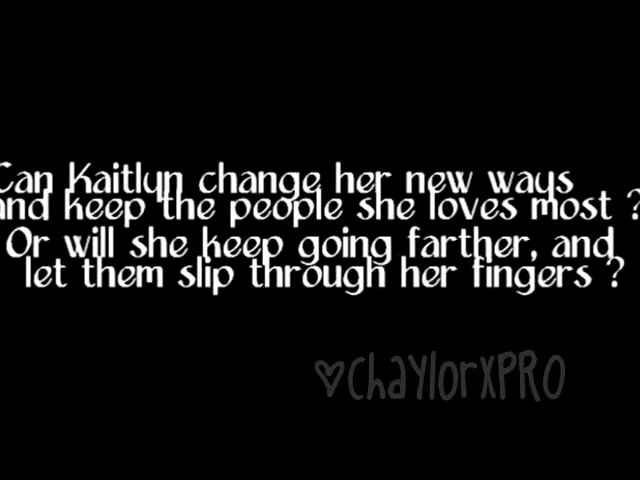 Can Kaitlyn change her new ways
and keep the people she loves most ?
Or will she keep going farther, and
let them slip through her fingers ?
♥chaylorxPRO